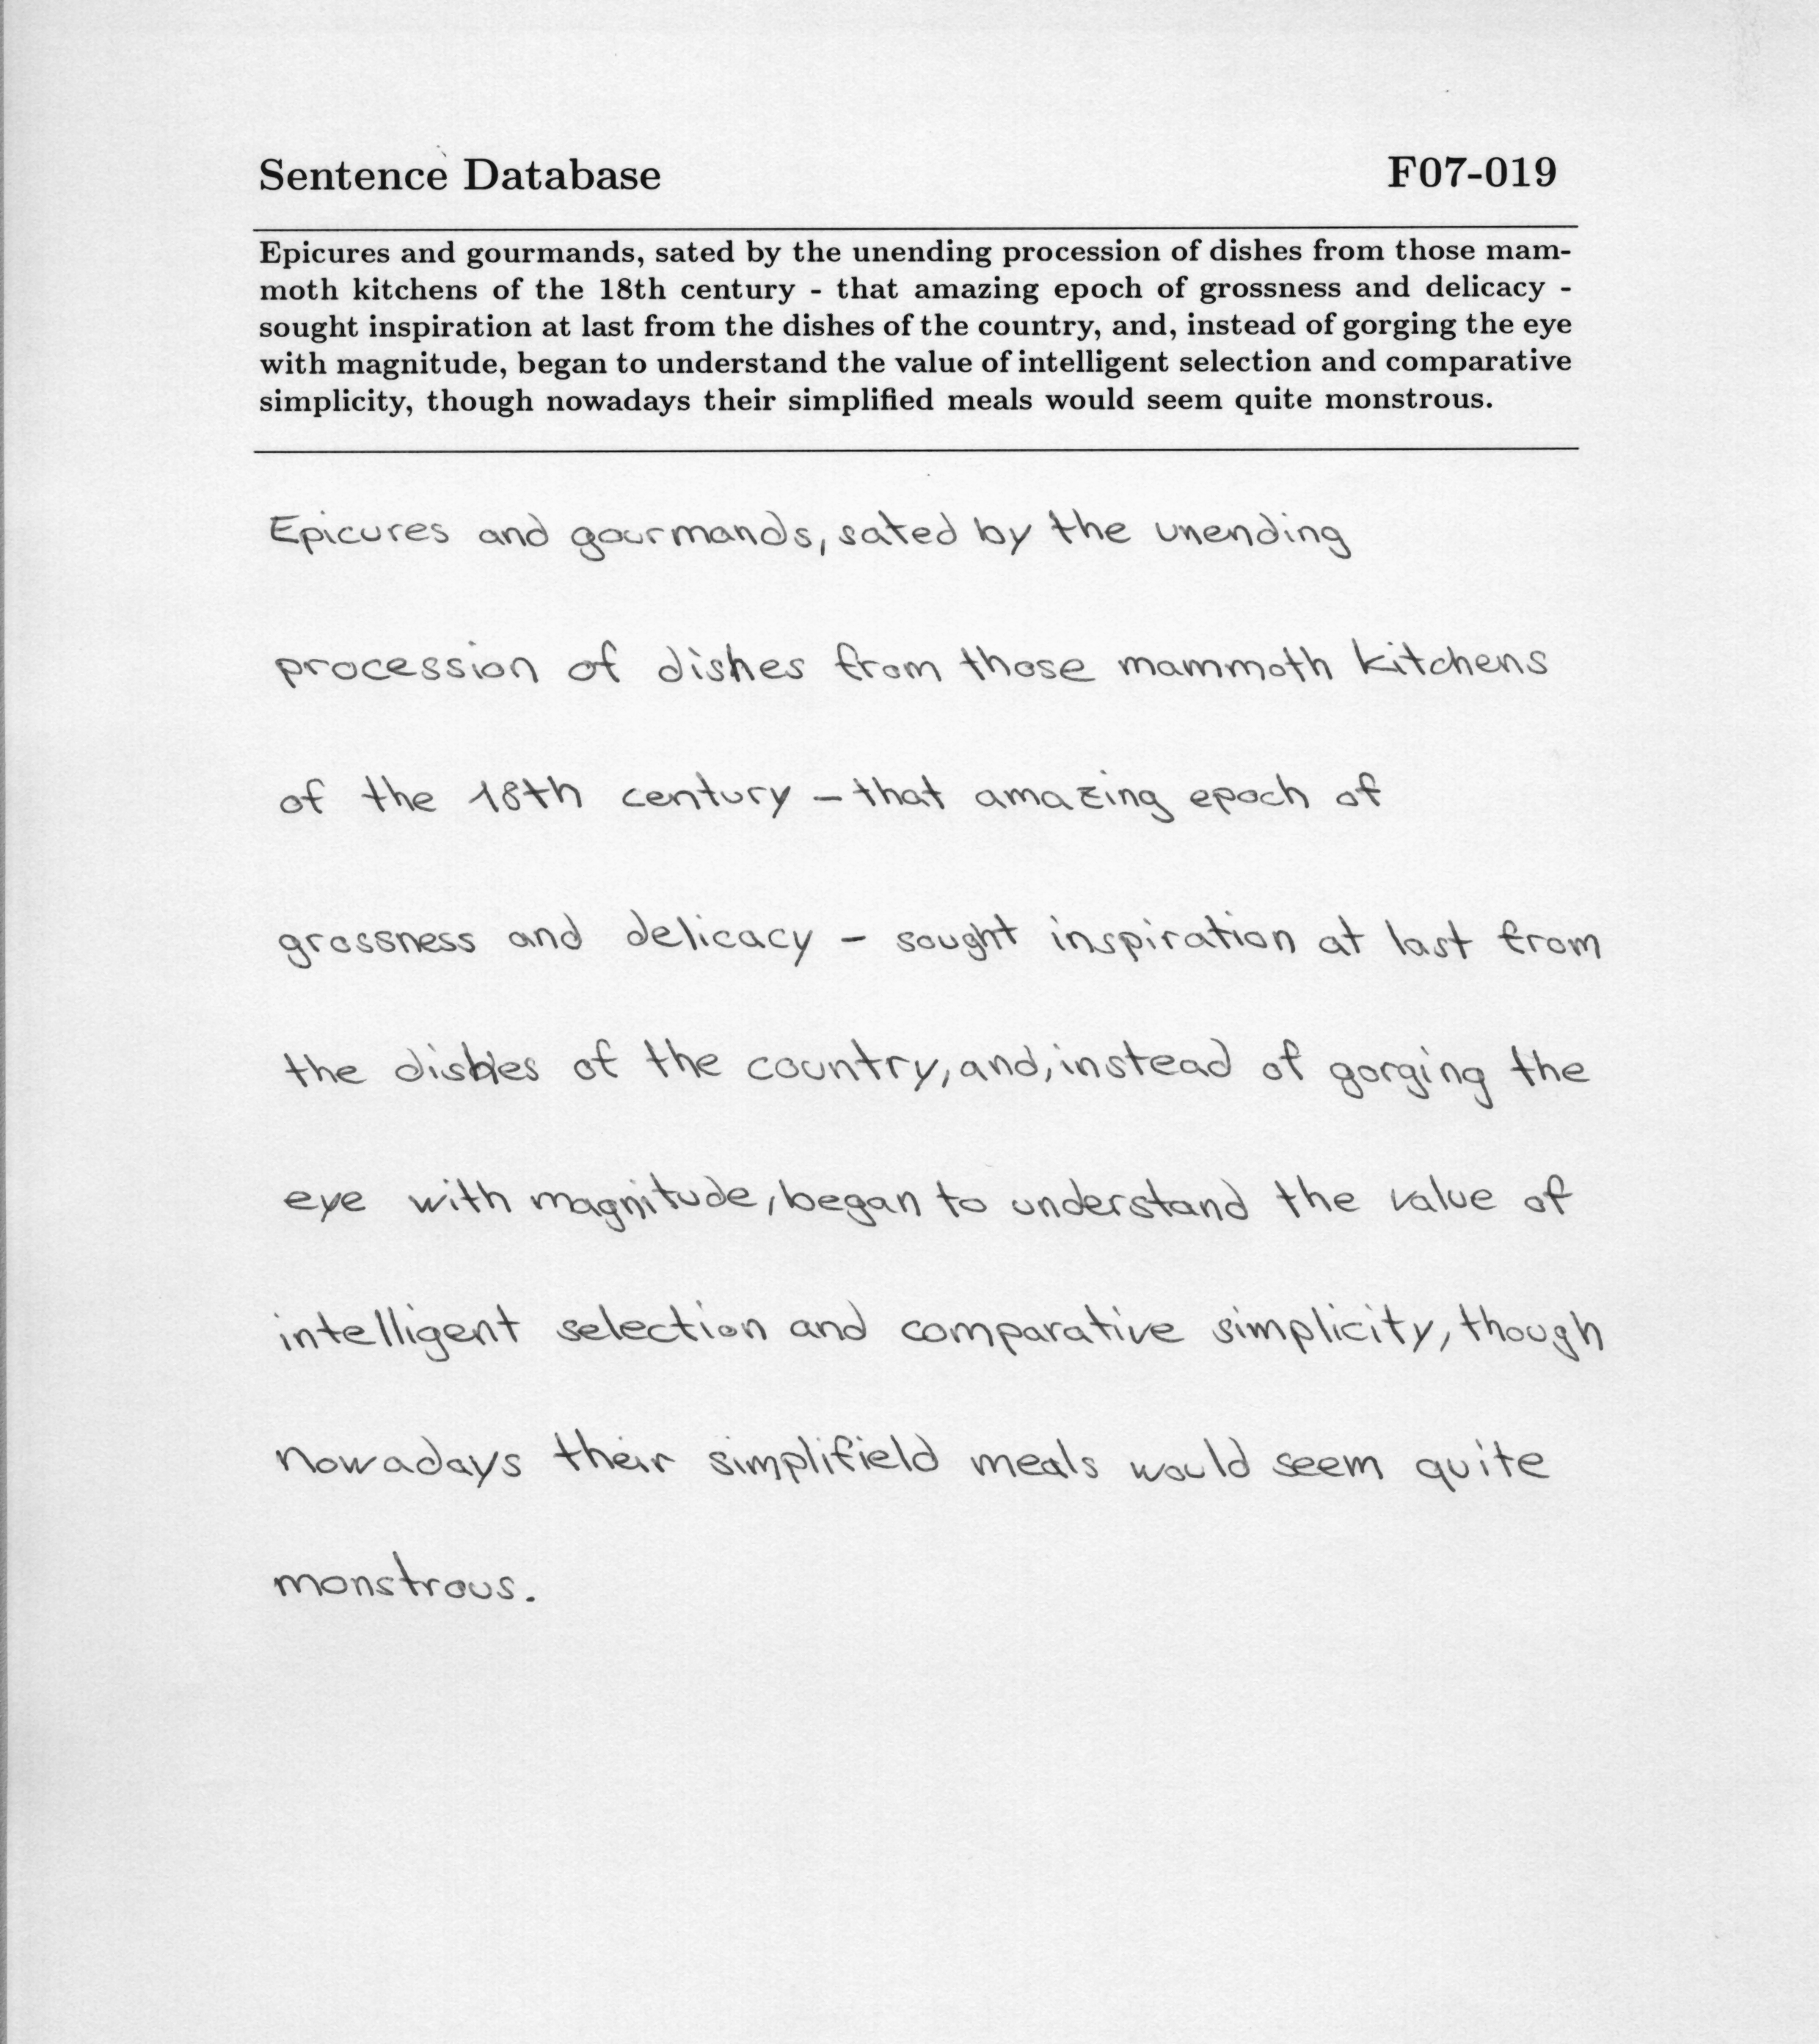 Sentence Database F07-019
Epicures and gourmands, sated by the unending procession of dishes from those mam-
moth kitchens of the 18th century - that amazing epoch of grossness and delicacy -
sought inspiration at last from the dishes of the country, and, instead of gorging the eye
with magnitude, began to understand the value of intelligent selection and comparative
simplicity, though nowadays their simplified meals would seem quite monstrous.
Epicures and gourmands, sated by the unending
procession of dishes from those mammoth kitchens
of the 18th century - that amazing epoch of
grossness and delicacy - sought inspiration at last from
the dishes of the country, and, instead of gorging the
eye with magnitude, began to understand the value of
intelligent selection and comparative simplicity, though
nowadays their simplifield meals would seem quite
monstrous.